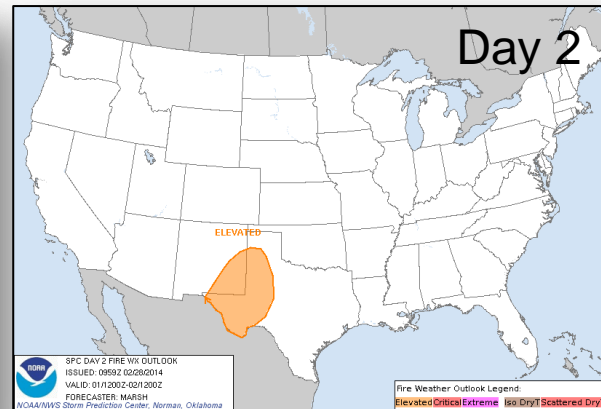 Day 2
ELEVATED
NOAA
SPC DAY 2 FIRE WX OUTLOOK
ISSUED: 0959Z 02/28/2014
VALID: 01/1200Z-02/1200Z
FORECASTER: MARSH
NOAA/NWS Storm Prediction Center, Norman, Oklahoma
Fire Weather Outlook Legend:
Elevated Critical Extreme Iso DryT Scattered Dry